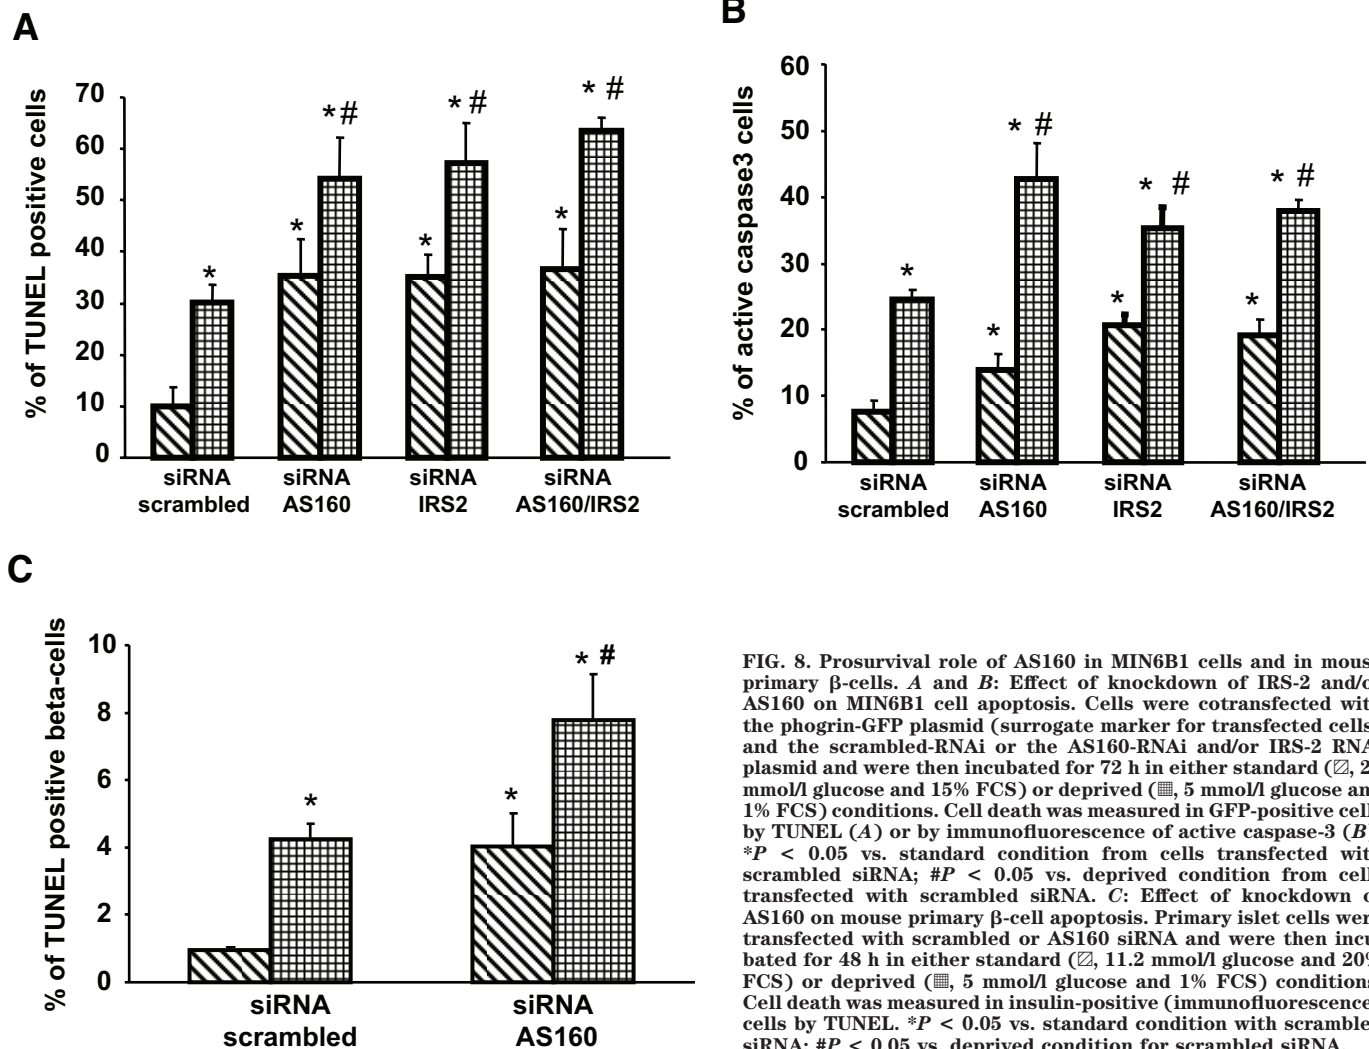 A
% of TUNEL positive cells
70
60
50
40
30
20
10
0
*
*
*#
*
* #
*
* #
siRNA scrambled
siRNA AS160
siRNA IRS2
siRNA AS160/IRS2
B
% of active caspase3 cells
60
50
40
30
20
10
0
*
*
* #
*
* #
*
* #
siRNA scrambled
siRNA AS160
siRNA IRS2
siRNA AS160/IRS2
C
% of TUNEL positive beta-cells
10
8
6
4
2
0
*
*
* #
siRNA scrambled
siRNA AS160
FIG. 8. Prosurvival role of AS160 in MIN6B1 cells and in mous
primary β-cells. A and B: Effect of knockdown of IRS-2 and/o
AS160 on MIN6B1 cell apoptosis. Cells were cotransfected wit
the phogrin-GFP plasmid (surrogate marker for transfected cells
and the scrambled-RNAi or the AS160-RNAi and/or IRS-2 RNA
plasmid and were then incubated for 72 h in either standard (▨, 2
mmol/l glucose and 15% FCS) or deprived (▦, 5 mmol/l glucose an
1% FCS) conditions. Cell death was measured in GFP-positive cell
by TUNEL (A) or by immunofluorescence of active caspase-3 (B
*P < 0.05 vs. standard condition from cells transfected wit
scrambled siRNA; #P < 0.05 vs. deprived condition from cell
transfected with scrambled siRNA. C: Effect of knockdown o
AS160 on mouse primary β-cell apoptosis. Primary islet cells wer
transfected with scrambled or AS160 siRNA and were then incu
bated for 48 h in either standard (▨, 11.2 mmol/l glucose and 20%
FCS) or deprived (▦, 5 mmol/l glucose and 1% FCS) condition
Cell death was measured in insulin-positive (immunofluorescence
cells by TUNEL. *P < 0.05 vs. standard condition with scramble
siRNA; #P < 0.05 vs. deprived condition for scrambled siRNA